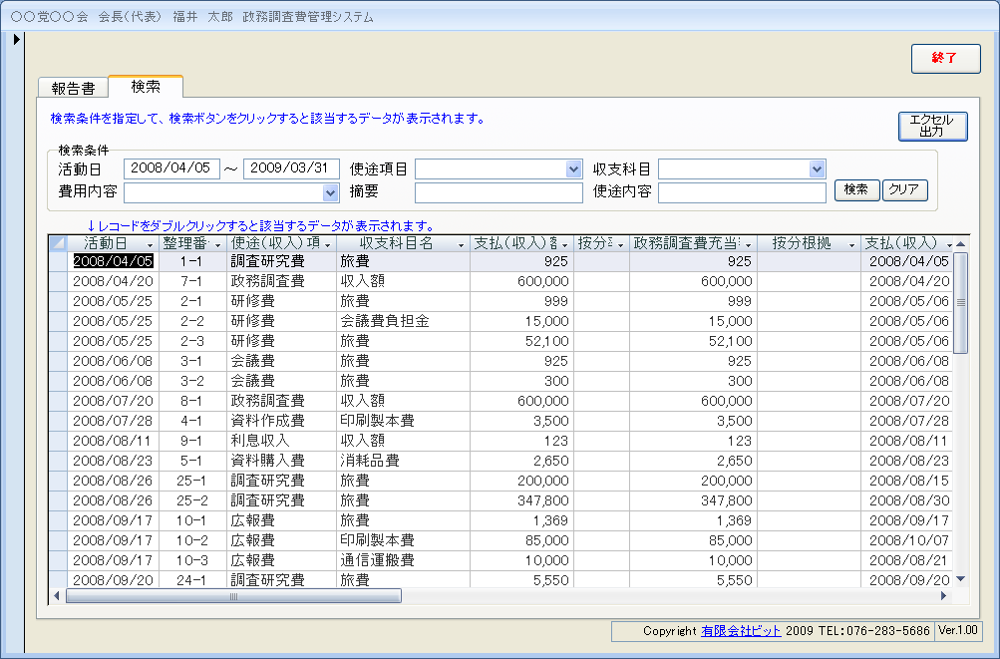 ○○党○○会 会長(代表) 福井 太郎 政務調査費管理システム
終了
報告書 検索
検索条件を指定して、検索ボタンをクリックすると該当するデータが表示されます。
エクセル
出力
検索条件
活動日 2008/04/05 ～ 2009/03/31 使途項目 収支科目
費用内容 摘要 使途内容 検索 クリア
↓レコードをダブルクリックすると該当するデータが表示されます。
活動日 整理番 使途(収入)項 収支科目名 支払(収入)額 按分率 政務調査費充当 按分根拠 支払(収入)
2008/04/05 1-1 調査研究費 旅費 925 925 2008/04/05
2008/04/20 7-1 政務調査費 収入額 600,000 600,000 2008/04/20
2008/05/25 2-1 研修費 旅費 999 999 2008/05/06
2008/05/25 2-2 研修費 会議費負担金 15,000 15,000 2008/05/06
2008/05/25 2-3 研修費 旅費 52,100 52,100 2008/05/06
2008/06/08 3-1 会議費 旅費 925 925 2008/06/08
2008/06/08 3-2 会議費 旅費 300 300 2008/06/08
2008/07/20 8-1 政務調査費 収入額 600,000 600,000 2008/07/20
2008/07/28 4-1 資料作成費 印刷製本費 3,500 3,500 2008/07/28
2008/08/11 9-1 利息収入 収入額 123 123 2008/08/11
2008/08/23 5-1 資料購入費 消耗品費 2,650 2,650 2008/08/23
2008/08/26 25-1 調査研究費 旅費 200,000 200,000 2008/08/15
2008/08/26 25-2 調査研究費 旅費 347,800 347,800 2008/08/30
2008/09/17 10-1 広報費 旅費 1,369 1,369 2008/09/17
2008/09/17 10-2 広報費 印刷製本費 85,000 85,000 2008/10/07
2008/09/17 10-3 広報費 通信運搬費 10,000 10,000 2008/08/21
2008/09/20 24-1 調査研究費 旅費 5,550 5,550 2008/09/20
Copyright 有限会社ビット 2009 TEL:076-283-5686 Ver.1.00